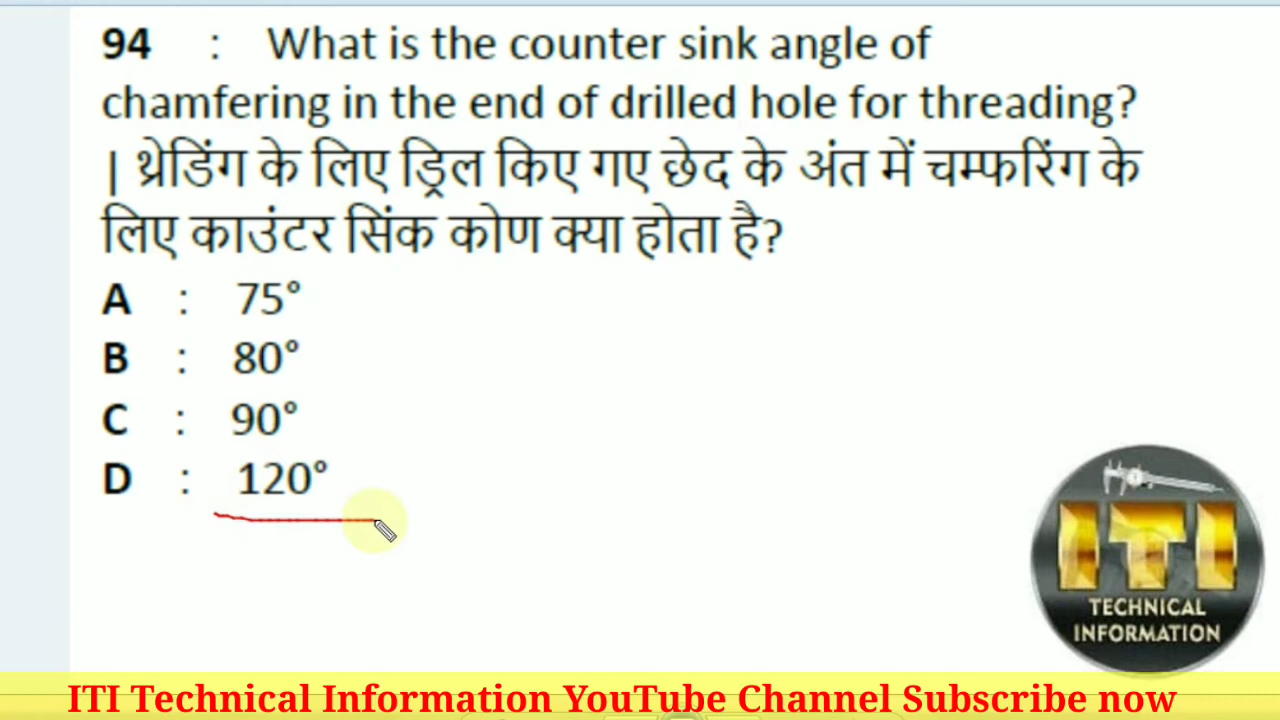 94 : What is the counter sink angle of
chamfering in the end of drilled hole for threading?
| थ्रेडिंग के लिए ड्रिल किए गए छेद के अंत में चम्फरिंग के
लिए काउंटर सिंक कोण क्या होता है?
A : 75°
B : 80°
C : 90°
D : 120°
ITI
TECHNICAL
INFORMATION
ITI Technical Information YouTube Channel Subscribe now